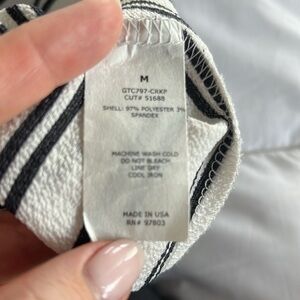 M
GTC797-CRKP
CUT# 51688
SHELL: 97% POLYESTER 3%
SPANDEX
MACHINE WASH COLD
DO NOT BLEACH
LINE DRY
COOL IRON
MADE IN USA
RN# 97803